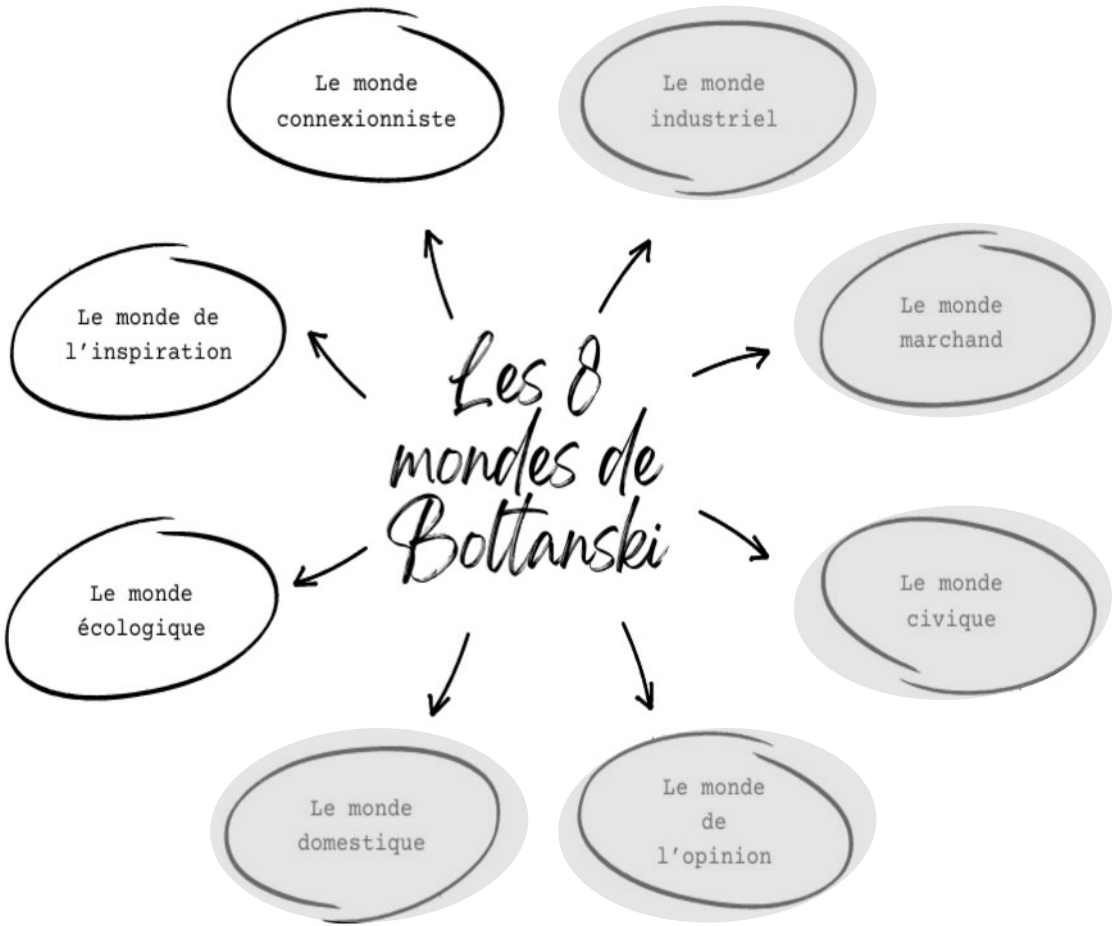 Le monde
connexionniste
Le monde
industriel
Le monde de
l'inspiration
Le monde
marchand
Les 8
mondes de
Boltanski
Le monde
écologique
Le monde
civique
Le monde
domestique
Le monde
de
l'opinion